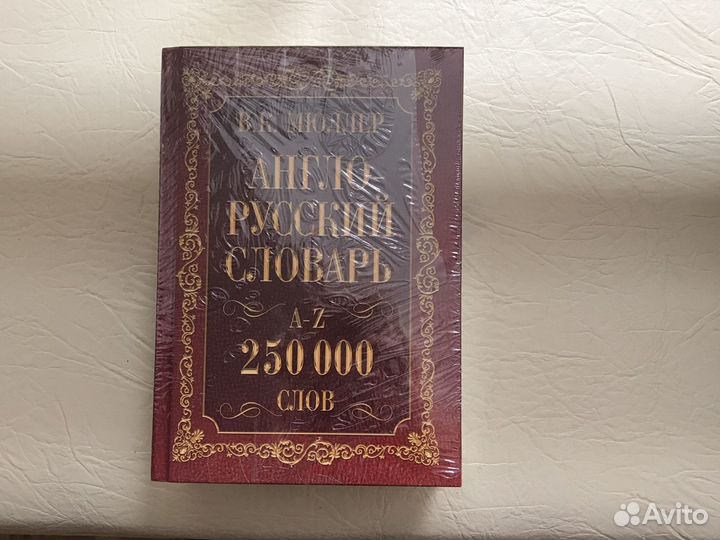 В.К. МЮЛЛЕР
АНГЛО-
РУССКИЙ
СЛОВАРЬ
A-Z
250 000
СЛОВ
Avito